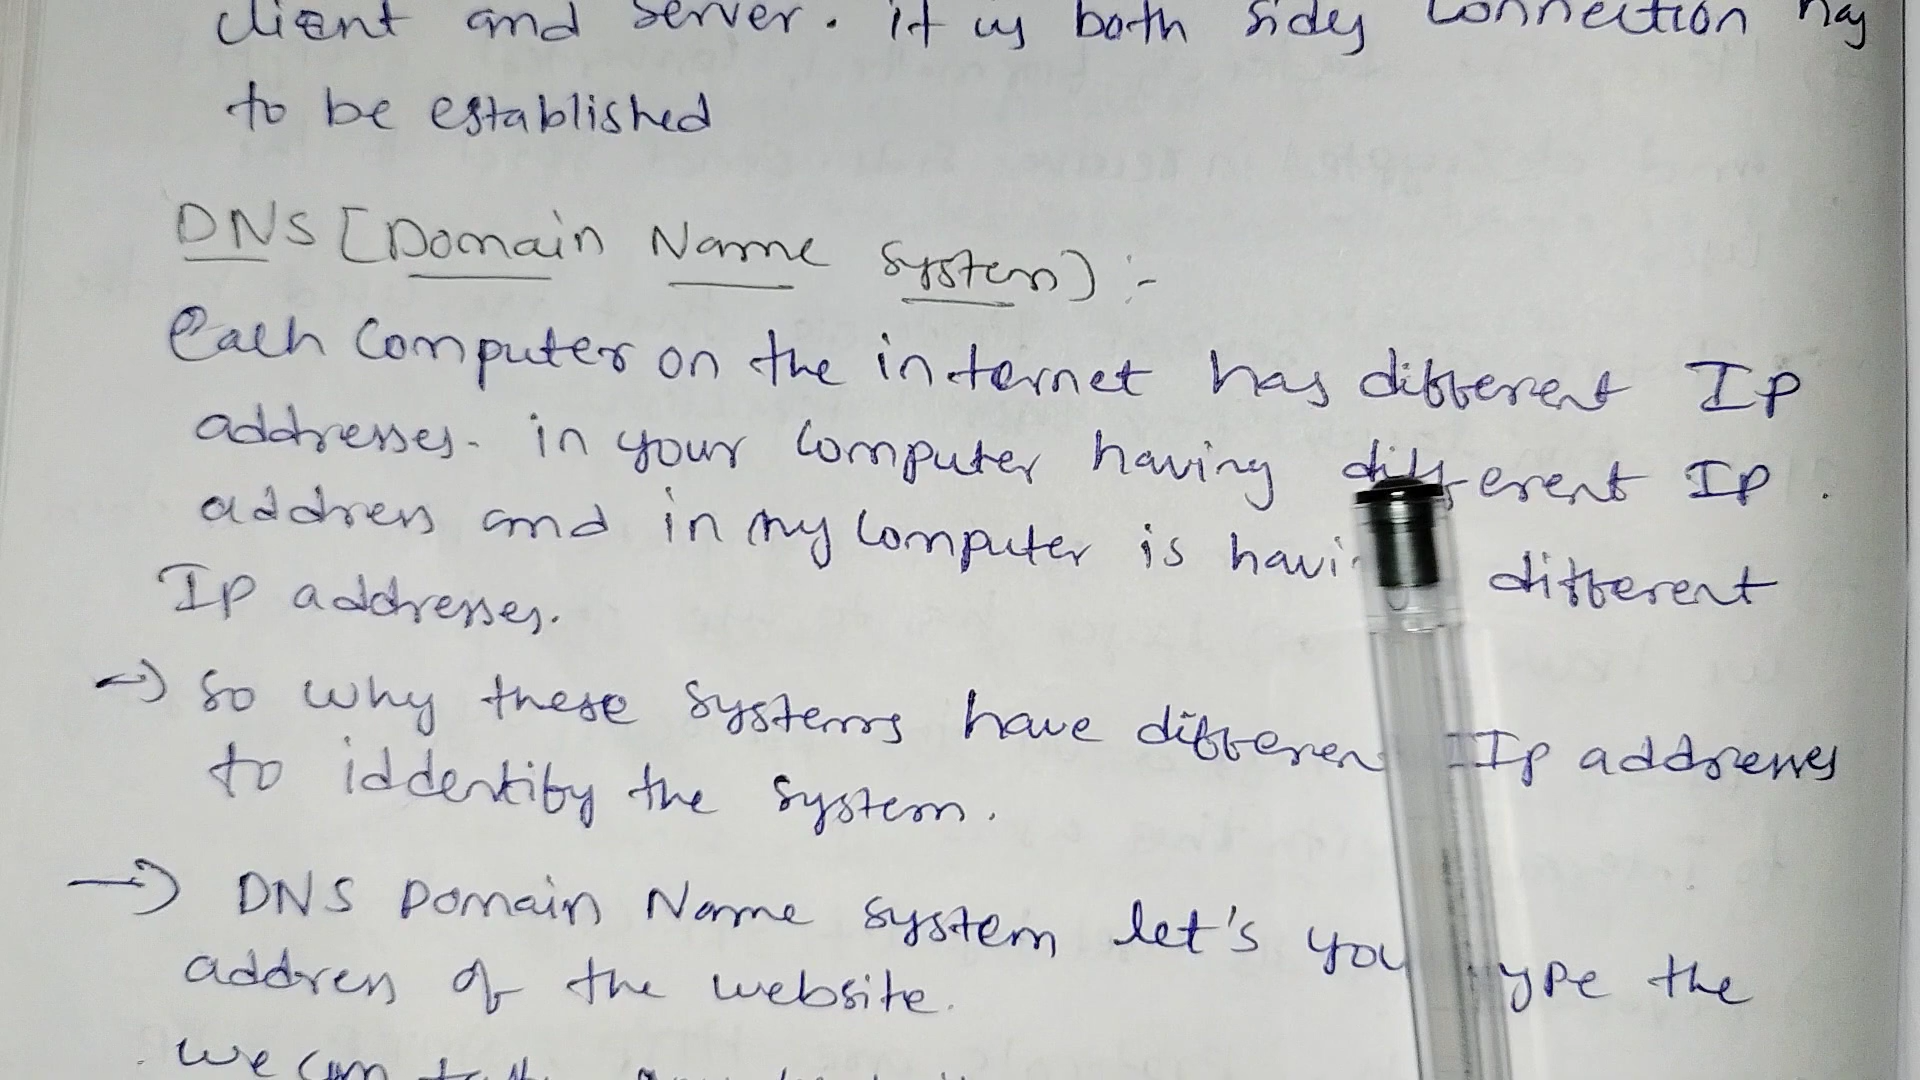 client and server. it is both sides connection has
to be established
DNS [Domain Name System) :-
Each computer on the internet has different IP
addresses. in your computer having different IP.
address and in my computer is havi different
IP addresses.
→ So why these systems have differen IP addresses
to iddentify the system.
→ DNS Domain Name system let's you ype the
address of the website.
we can